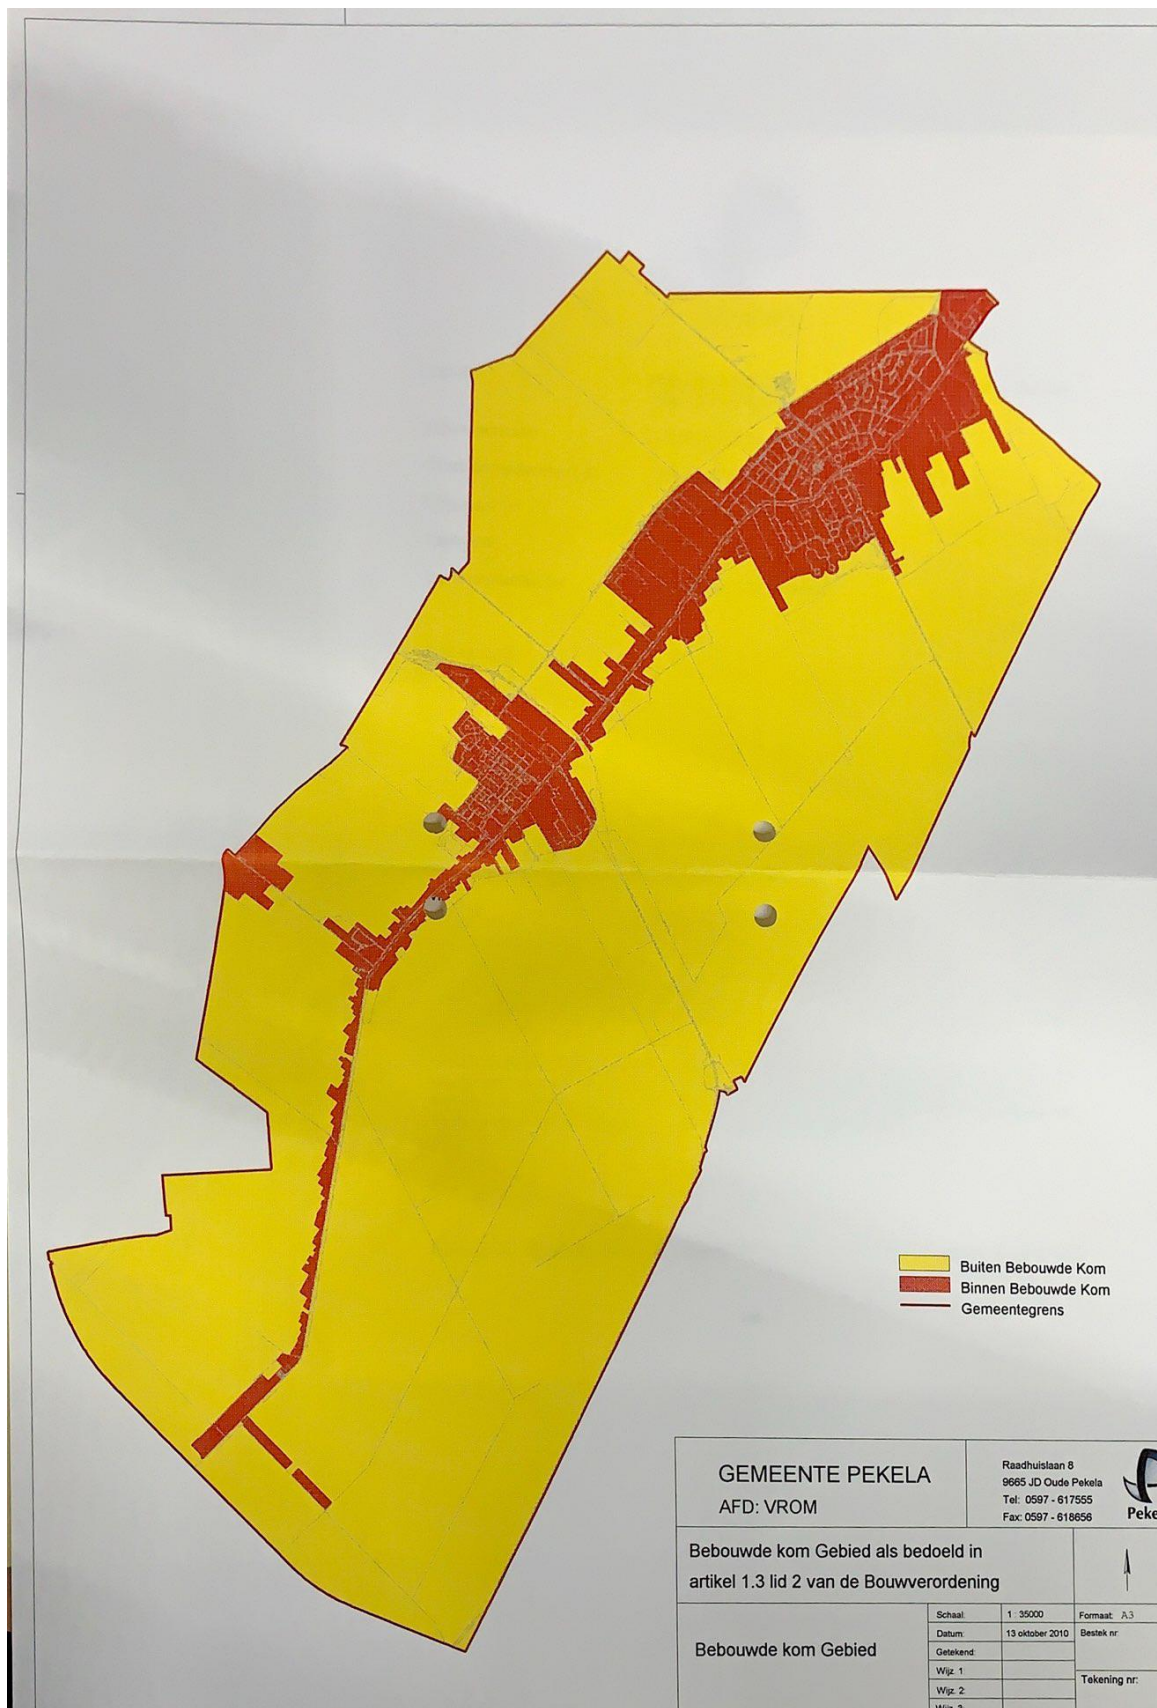 Buiten Bebouwde Kom
Binnen Bebouwde Kom
Gemeentegrens
GEMEENTE PEKELA
AFD: VROM
Raadhuislaan 8
9665 JD Oude Pekela
Tel: 0597 - 617555
Fax: 0597 - 618656
Peke
Bebouwde kom Gebied als bedoeld in
artikel 1.3 lid 2 van de Bouwverordening
Bebouwde kom Gebied
Schaal: 1 : 35000 Formaat: A3
Datum: 13 oktober 2010 Bestek nr:
Getekend:
Wijz. 1
Wijz. 2
Tekening nr: